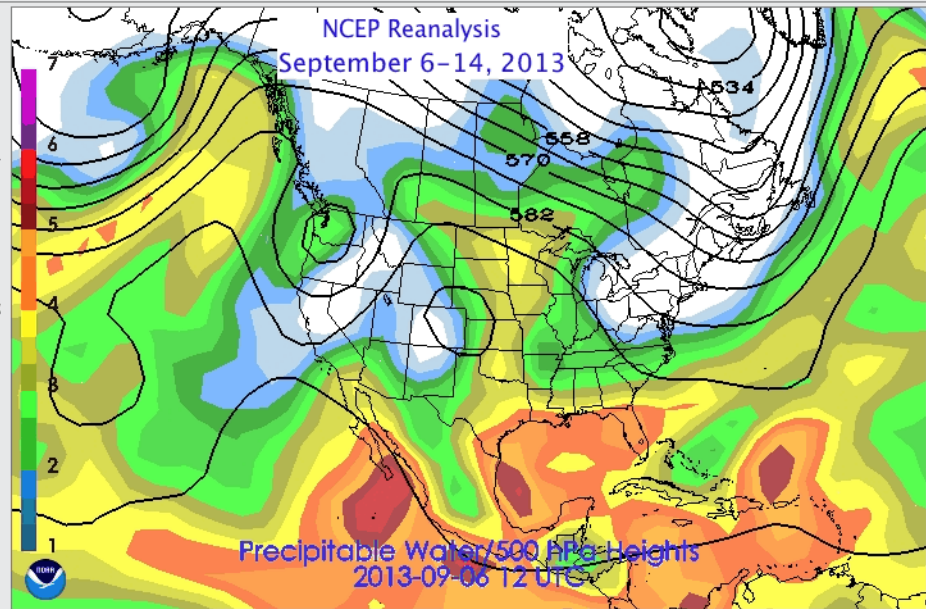 NCEP Reanalysis
September 6-14, 2013
7
6
5
4
3
2
1
534
558
570
582
Precipitable Water/500 hPa Heights
2013-09-06 12 UTC
NOAA